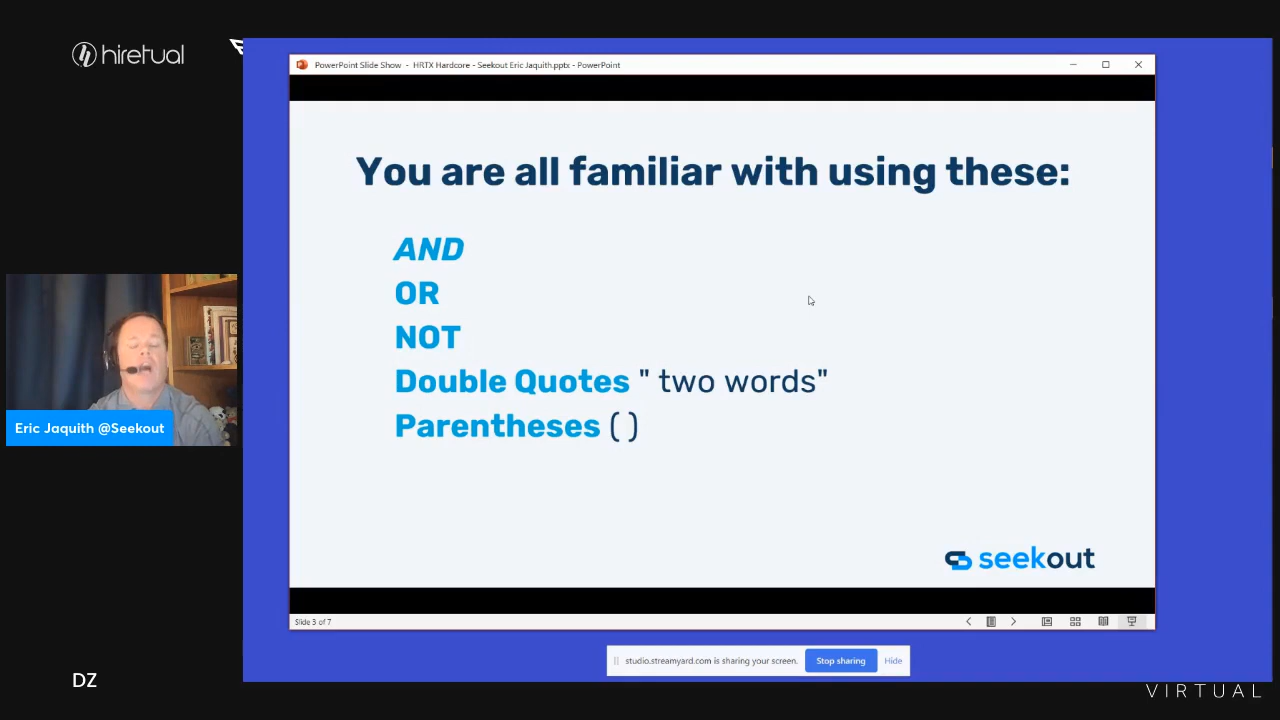 hiretual
PowerPoint Slide Show - HRTX Hardcore - Seekout Eric Jaquith.pptx - PowerPoint
You are all familiar with using these:
AND
OR
NOT
Double Quotes " two words"
Parentheses ( )
Eric Jaquith @Seekout
seekout
Slide 3 of 7
streamyard.com is sharing your screen.
Stop sharing
Hide
DZ
VIRTUAL